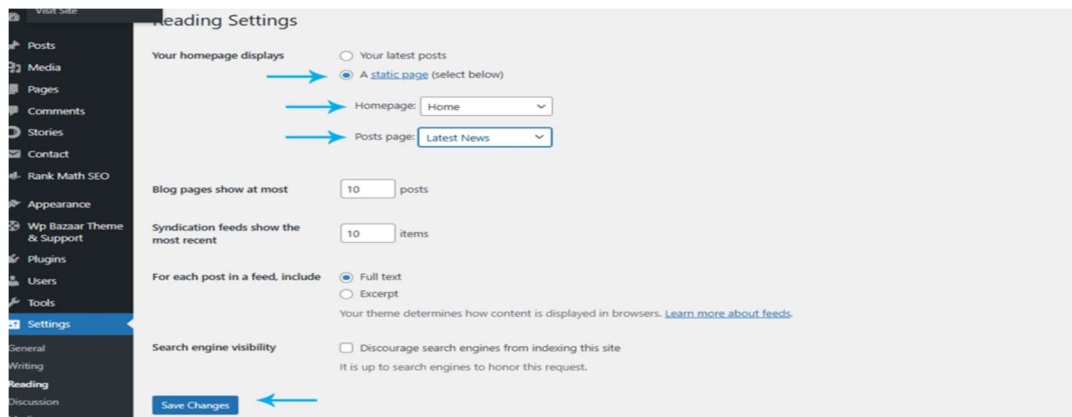 Visit Site
Posts
Media
Pages
Comments
Stories
Contact
Rank Math SEO
Appearance
Wp Bazaar Theme
& Support
Plugins
Users
Tools
Settings
General
Writing
Reading
Discussion
Reading Settings
Your homepage displays
Your latest posts
A static page (select below)
Homepage: Home
Posts page: Latest News
Blog pages show at most
10 posts
Syndication feeds show the
most recent
10 items
For each post in a feed, include
Full text
Excerpt
Your theme determines how content is displayed in browsers. Learn more about feeds.
Search engine visibility
Discourage search engines from indexing this site
It is up to search engines to honor this request.
Save Changes